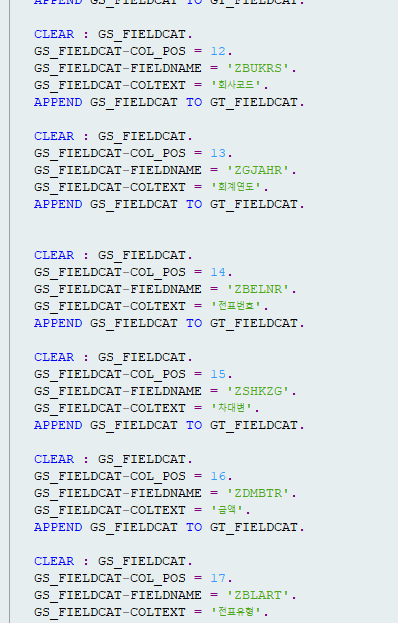 APPEND GS_FIELDCAT TO GT_FIELDCAT.
CLEAR : GS_FIELDCAT.
GS_FIELDCAT-COL_POS = 12.
GS_FIELDCAT-FIELDNAME = 'ZBUKRS'.
GS_FIELDCAT-COLTEXT = '회사코드'.
APPEND GS_FIELDCAT TO GT_FIELDCAT.
CLEAR : GS_FIELDCAT.
GS_FIELDCAT-COL_POS = 13.
GS_FIELDCAT-FIELDNAME = 'ZGJAHR'.
GS_FIELDCAT-COLTEXT = '회계연도'.
APPEND GS_FIELDCAT TO GT_FIELDCAT.
CLEAR : GS_FIELDCAT.
GS_FIELDCAT-COL_POS = 14.
GS_FIELDCAT-FIELDNAME = 'ZBELNR'.
GS_FIELDCAT-COLTEXT = '전표번호'.
APPEND GS_FIELDCAT TO GT_FIELDCAT.
CLEAR : GS_FIELDCAT.
GS_FIELDCAT-COL_POS = 15.
GS_FIELDCAT-FIELDNAME = 'ZSHKZG'.
GS_FIELDCAT-COLTEXT = '차대변'.
APPEND GS_FIELDCAT TO GT_FIELDCAT.
CLEAR : GS_FIELDCAT.
GS_FIELDCAT-COL_POS = 16.
GS_FIELDCAT-FIELDNAME = 'ZDMBTR'.
GS_FIELDCAT-COLTEXT = '금액'.
APPEND GS_FIELDCAT TO GT_FIELDCAT.
CLEAR : GS_FIELDCAT.
GS_FIELDCAT-COL_POS = 17.
GS_FIELDCAT-FIELDNAME = 'ZBLART'.
GS_FIELDCAT-COLTEXT = '전표유형'.